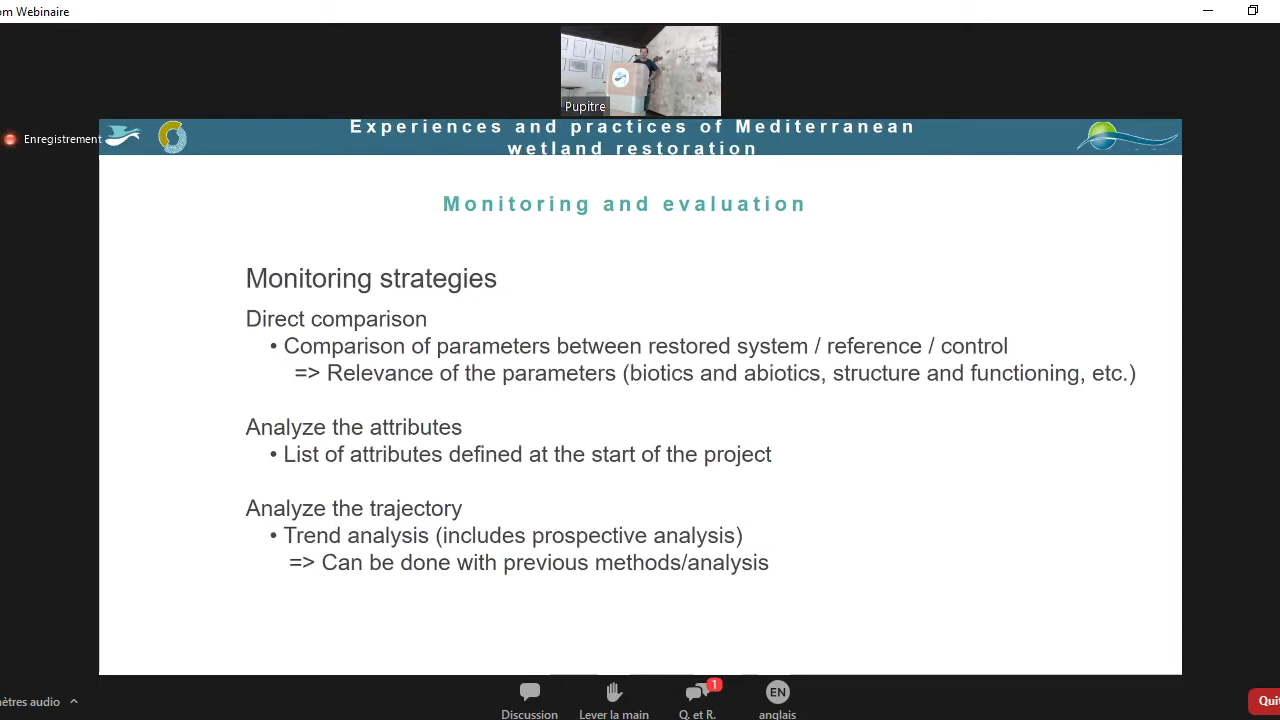 om Webinaire
Pupitre
Enregistrement
Experiences and practices of Mediterranean
wetland restoration
Monitoring and evaluation
Monitoring strategies
Direct comparison
• Comparison of parameters between restored system / reference / control
=> Relevance of the parameters (biotics and abiotics, structure and functioning, etc.)
Analyze the attributes
• List of attributes defined at the start of the project
Analyze the trajectory
• Trend analysis (includes prospective analysis)
=> Can be done with previous methods/analysis
ètres audio
Discussion
Lever la main
1
Q. et R.
EN
anglais
Quit